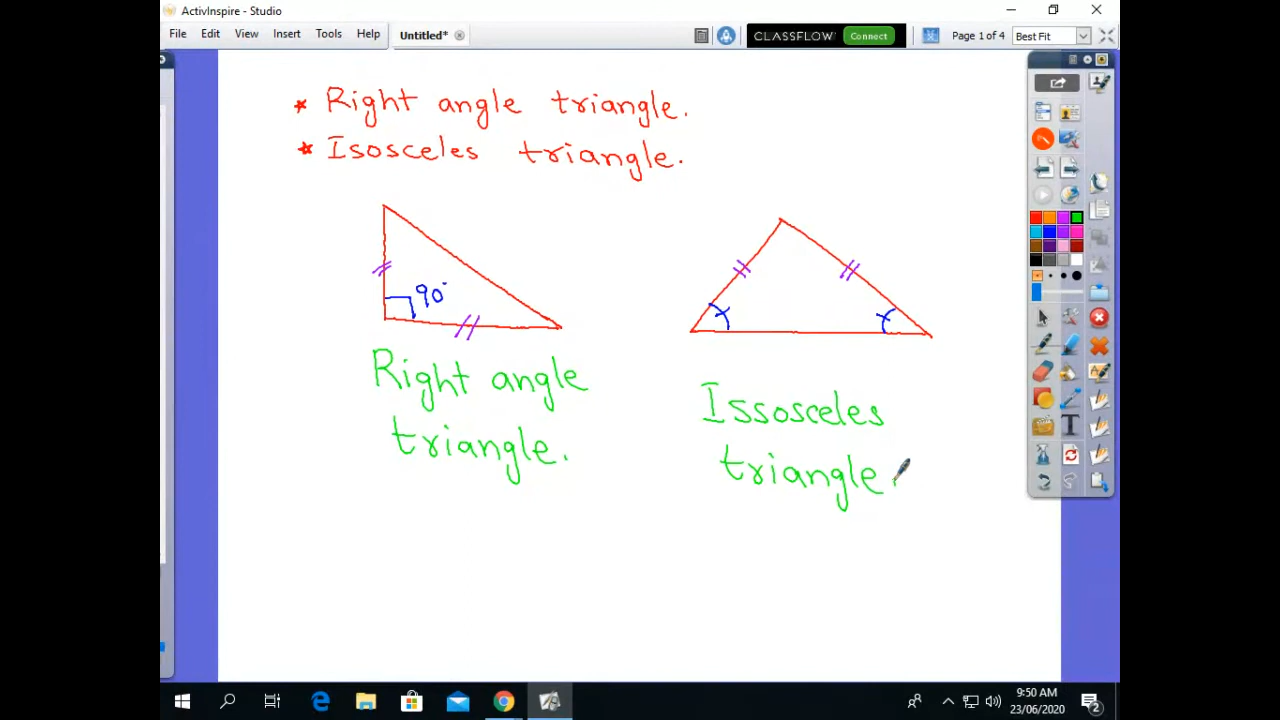 ActivInspire - Studio
File Edit View Insert Tools Help Untitled* CLASSFLOW Connect Page 1 of 4 Best Fit
* Right angle triangle.
* Isosceles triangle.
90°
Right angle
triangle.
Issosceles
triangle.
T
9:50 AM
23/06/2020
2